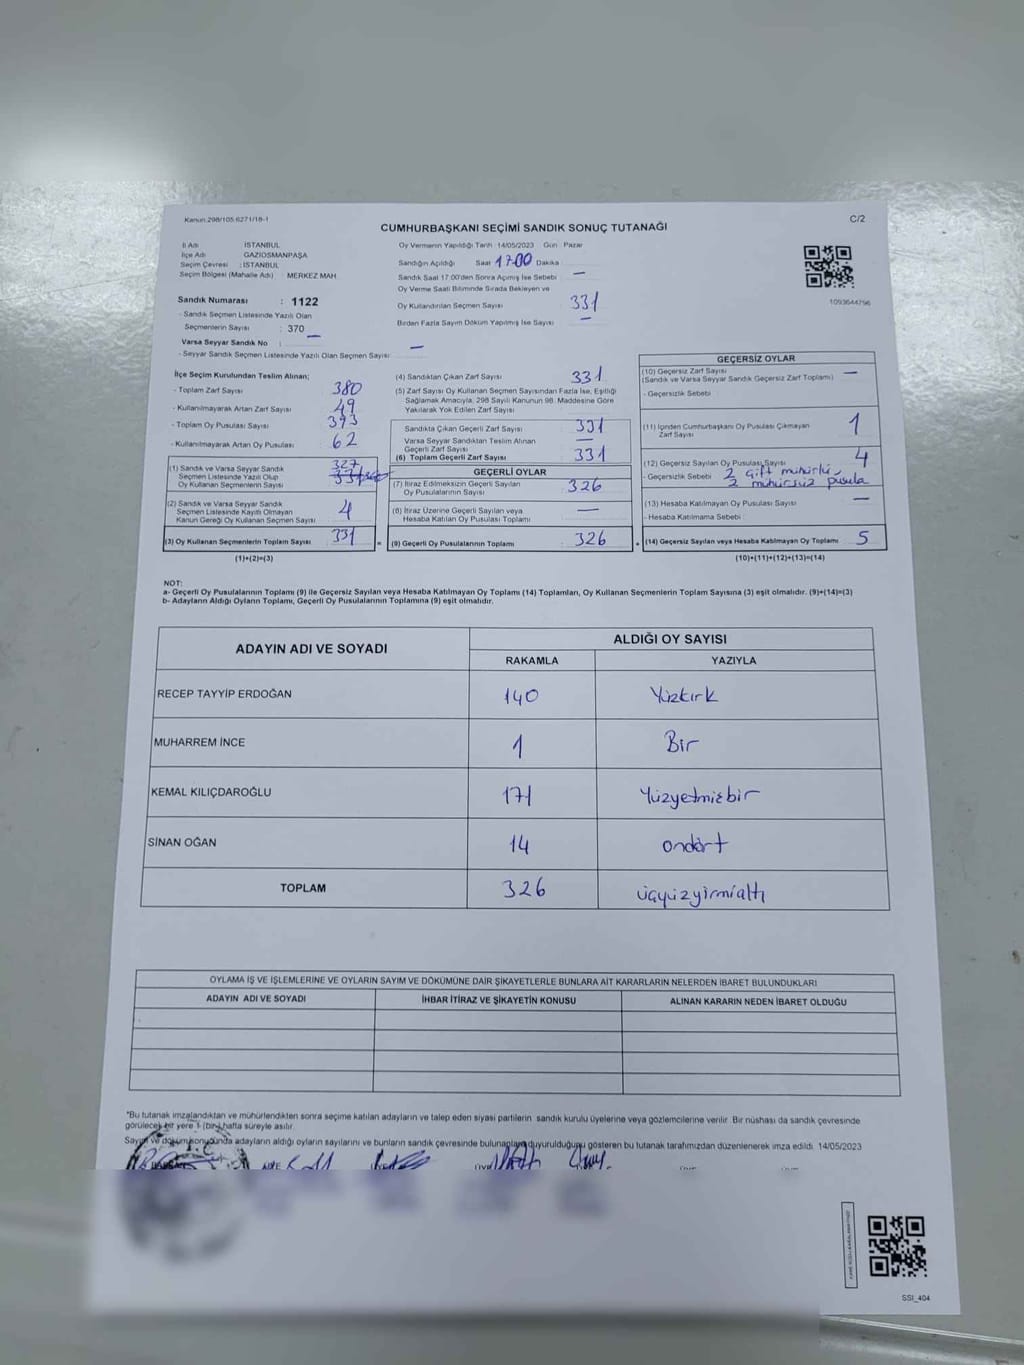 Kanun:298/105 6271/18-1
C/2
CUMHURBAŞKANI SEÇİMİ SANDIK SONUÇ TUTANAĞI
İl Adı İSTANBUL
İlçe Adı GAZİOSMANPAŞA
Seçim Çevresi : İSTANBUL
Seçim Bölgesi (Mahalle Adı) : MERKEZ MAH.
Sandık Numarası : 1122
- Sandık Seçmen Listesinde Yazılı Olan
Seçmenlerin Sayısı : 370
Varsa Seyyar Sandık No : —
- Seyyar Sandık Seçmen Listesinde Yazılı Olan Seçmen Sayısı —
Oy Vermenin Yapıldığı Tarih : 14/05/2023 Gün : Pazar
Sandığın Açıldığı Saat 17:00 Dakika
Sandık Saat 17:00'den Sonra Açımış İse Sebebi —
Oy Verme Saati Bitiminde Sırada Bekleyen ve
Oy Kullandırılan Seçmen Sayısı 331
Birden Fazla Sayım Döküm Yapılmış İse Sayısı —
1093644796
İlçe Seçim Kurulundan Teslim Alınan;
- Toplam Zarf Sayısı 380
- Kullanılmayarak Artan Zarf Sayısı 49
- Toplam Oy Pusulası Sayısı 393
- Kullanılmayarak Artan Oy Pusulası 62
(1) Sandık ve Varsa Seyyar Sandık 327
Seçmen Listesinde Yazılı Olup
Oy Kullanan Seçmenlerin Sayısı
(2) Sandık ve Varsa Seyyar Sandık
Seçmen Listesinde Kayıtlı Olmayan 4
Kanun Gereği Oy Kullanan Seçmen Sayısı
(3) Oy Kullanan Seçmenlerin Toplam Sayısı 331
(1)+(2)=(3)
(4) Sandıktan Çıkan Zarf Sayısı 331
(5) Zarf Sayısı Oy Kullanan Seçmen Sayısından Fazla İse, Eşitliği
Sağlamak Amacıyla, 298 Sayılı Kanunun 98. Maddesine Göre
Yakılarak Yok Edilen Zarf Sayısı
Sandıkta Çıkan Geçerli Zarf Sayısı 331
Varsa Seyyar Sandıktan Teslim Alınan —
Geçerli Zarf Sayısı
(6) Toplam Geçerli Zarf Sayısı 331
GEÇERLİ OYLAR
(7) İtiraz Edilmeksizin Geçerli Sayılan 326
Oy Pusulalarının Sayısı
(8) İtiraz Üzerine Geçerli Sayılan veya —
Hesaba Katılan Oy Pusulası Toplamı
(9) Geçerli Oy Pusulalarının Toplamı 326
GEÇERSİZ OYLAR
(10) Geçersiz Zarf Sayısı —
(Sandık ve Varsa Seyyar Sandık Geçersiz Zarf Toplamı)
- Geçersizlik Sebebi :
(11) İçinden Cumhurbaşkanı Oy Pusulası Çıkmayan 1
Zarf Sayısı
(12) Geçersiz Sayılan Oy Pusulası Sayısı 4
- Geçersizlik Sebebi 2 çift mühürlü,
2 mühürsüz pusula
(13) Hesaba Katılmayan Oy Pusulası Sayısı —
- Hesaba Katılmama Sebebi :
(14) Geçersiz Sayılan veya Hesaba Katılmayan Oy Toplamı 5
(10)+(11)+(12)+(13)=(14)
NOT:
a- Geçerli Oy Pusulalarının Toplamı (9) ile Geçersiz Sayılan veya Hesaba Katılmayan Oy Toplamı (14) Toplamları, Oy Kullanan Seçmenlerin Toplam Sayısına (3) eşit olmalıdır. (9)+(14)=(3)
b- Adayların Aldığı Oyların Toplamı, Geçerli Oy Pusulalarının Toplamına (9) eşit olmalıdır.
ADAYIN ADI VE SOYADI
ALDIĞI OY SAYISI
RAKAMLA YAZIYLA
RECEP TAYYİP ERDOĞAN 140 Yüzkırk
MUHARREM İNCE 1 Bir
KEMAL KILIÇDAROĞLU 171 Yüzyetmişbir
SİNAN OĞAN 14 ondört
TOPLAM 326 üçyüzyirmialtı
OYLAMA İŞ VE İŞLEMLERİNE VE OYLARIN SAYIM VE DÖKÜMÜNE DAİR ŞİKAYETLERLE BUNLARA AİT KARARLARIN NELERDEN İBARET BULUNDUKLARI
ADAYIN ADI VE SOYADI İHBAR İTİRAZ VE ŞİKAYETİN KONUSU ALINAN KARARIN NEDEN İBARET OLDUĞU
*Bu tutanak imzalandıktan ve mühürlendikten sonra seçime katılan adayların ve talep eden siyasi partilerin sandık kurulu üyelerine veya gözlemcilerine verilir. Bir nüshası da sandık çevresinde
görülecek bir yere 1 (bir) hafta süreyle asılır.
Sayım ve döküm sonucunda adayların aldığı oyların sayılarını ve bunların sandık çevresinde bulunanlara duyurulduğunu gösteren bu tutanak tarafımızdan düzenlenerek imza edildi. 14/05/2023
SSI_404